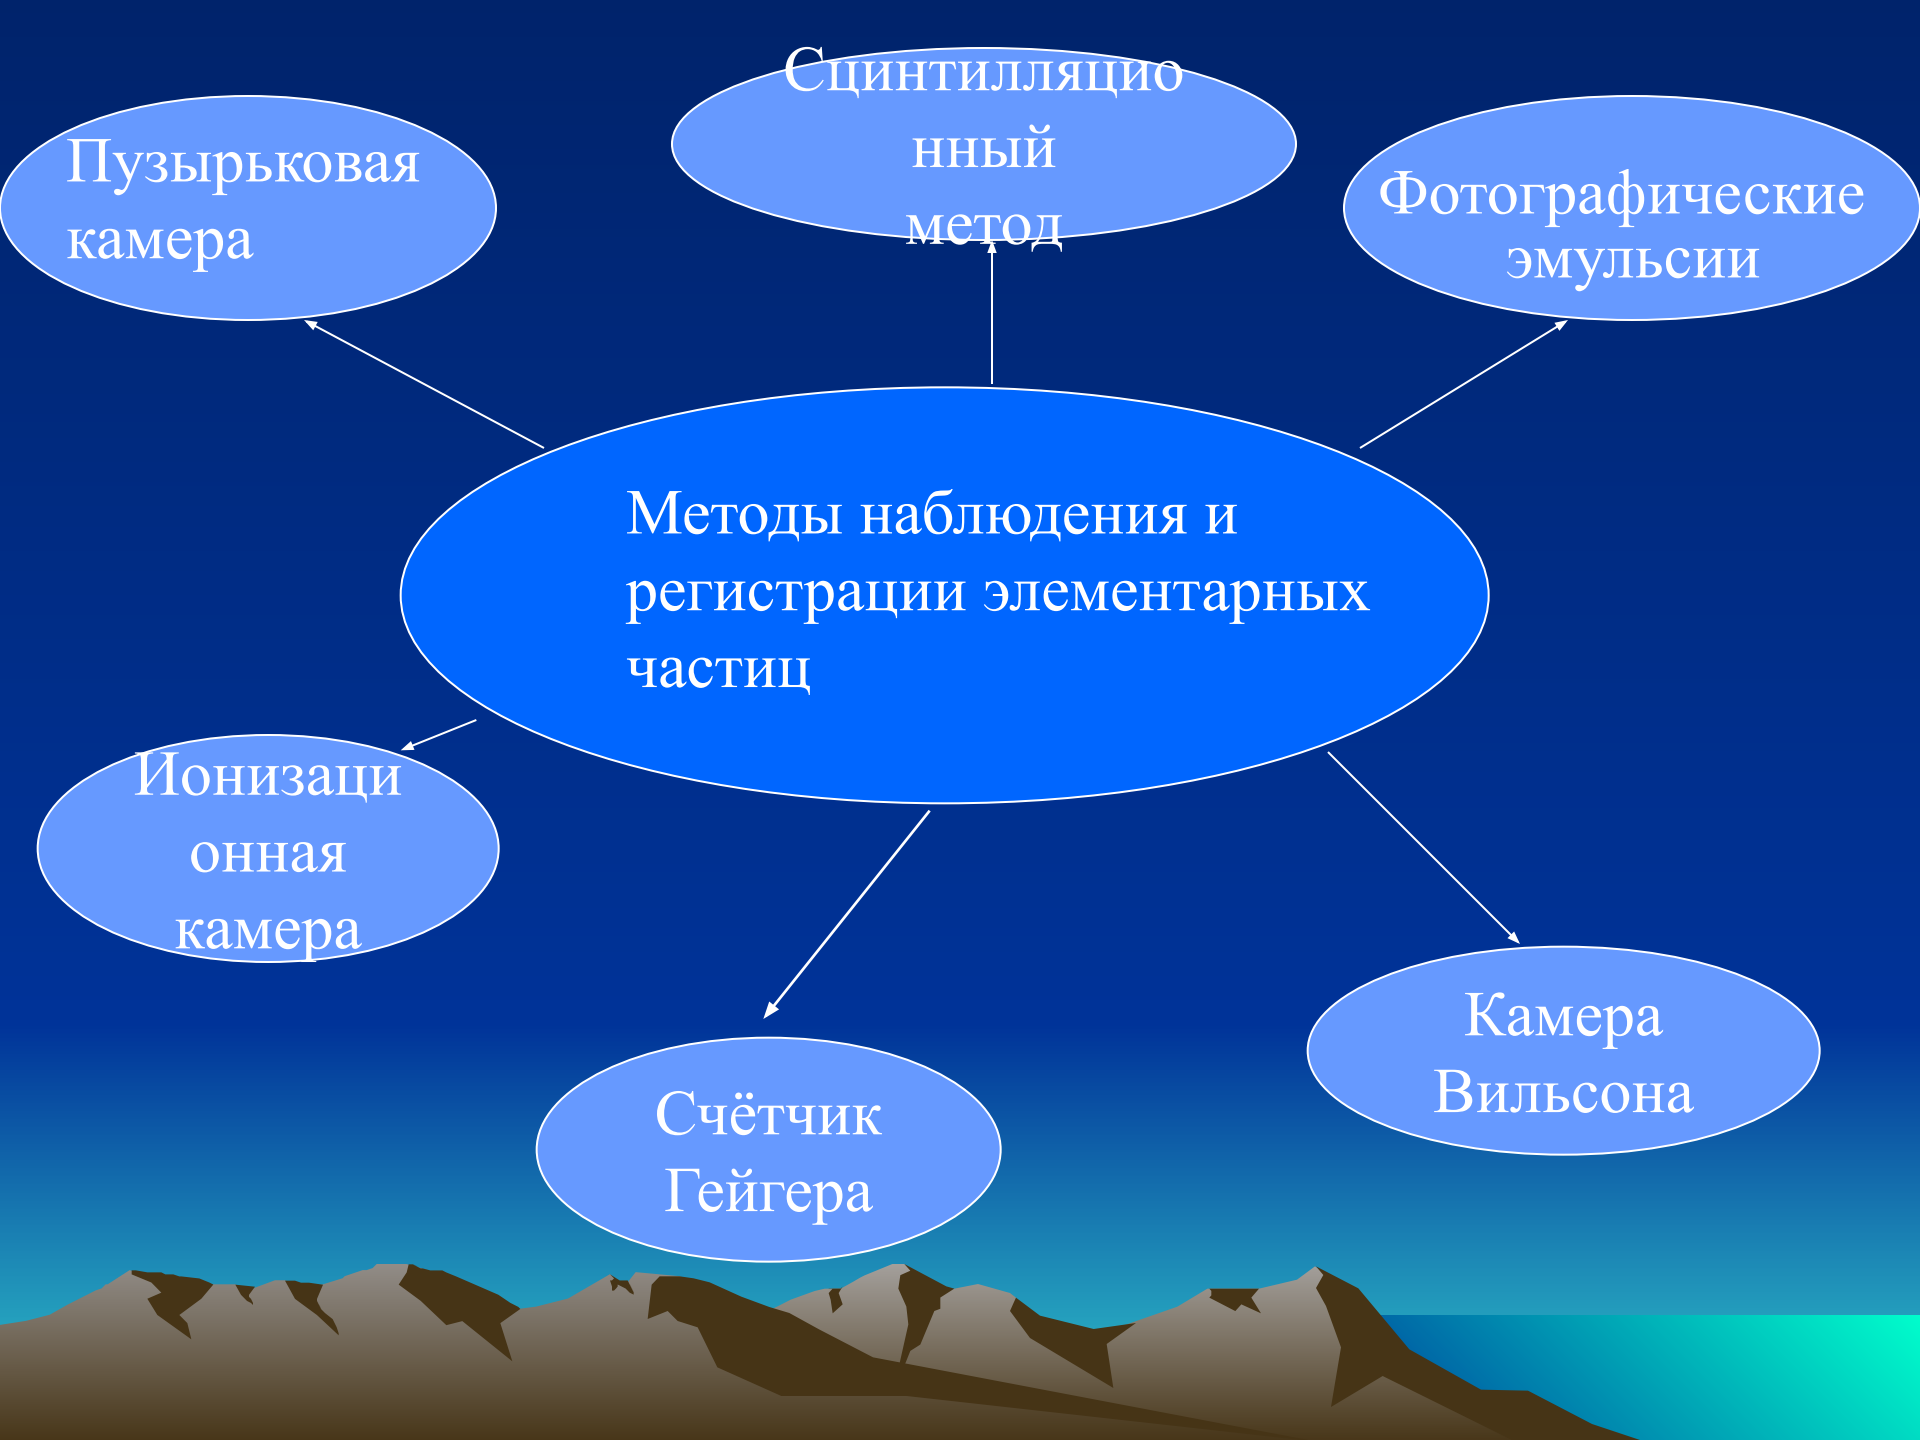 Сцинтилляцио
нный
метод
Пузырьковая
камера
Фотографические
эмульсии
Методы наблюдения и
регистрации элементарных
частиц
Ионизаци
онная
камера
Счётчик
Гейгера
Камера
Вильсона